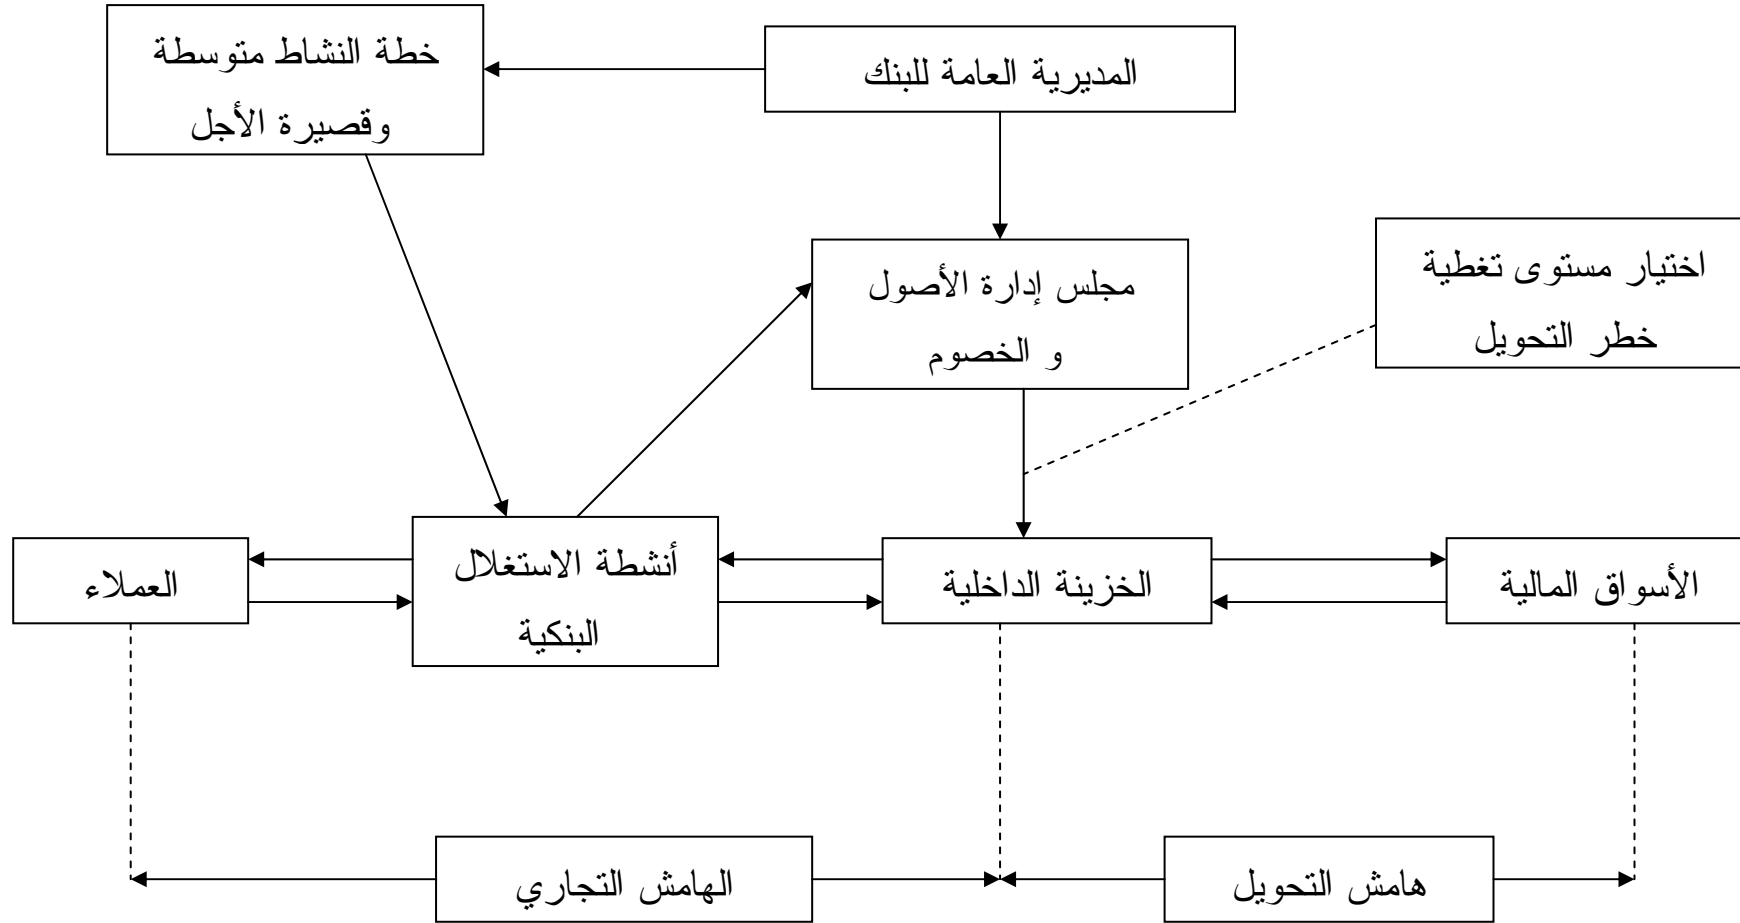 المديرية العامة للبنك
خطة النشاط متوسطة
وقصيرة الأجل
مجلس إدارة الأصول
و الخصوم
اختيار مستوى تغطية
خطر التحويل
الأسواق المالية
الخزينة الداخلية
أنشطة الاستغلال
البنكية
العملاء
هامش التحويل
الهامش التجاري